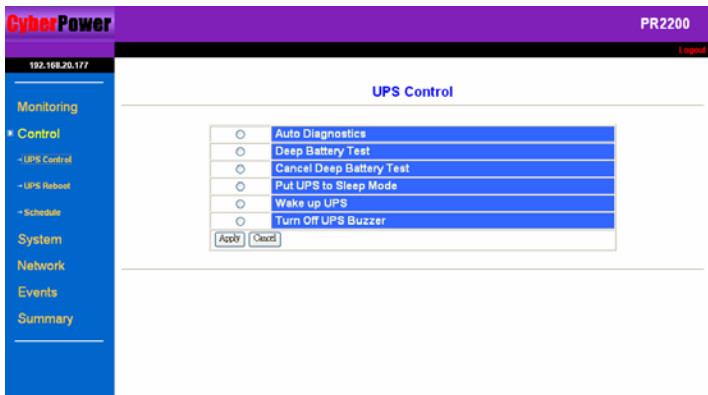 CyberPower
PR2200
Logout
192.168.20.177
UPS Control
Monitoring
Control
UPS Control
UPS Reboot
Schedule
System
Network
Events
Summary
Auto Diagnostics
Deep Battery Test
Cancel Deep Battery Test
Put UPS to Sleep Mode
Wake up UPS
Turn Off UPS Buzzer
Apply Cancel